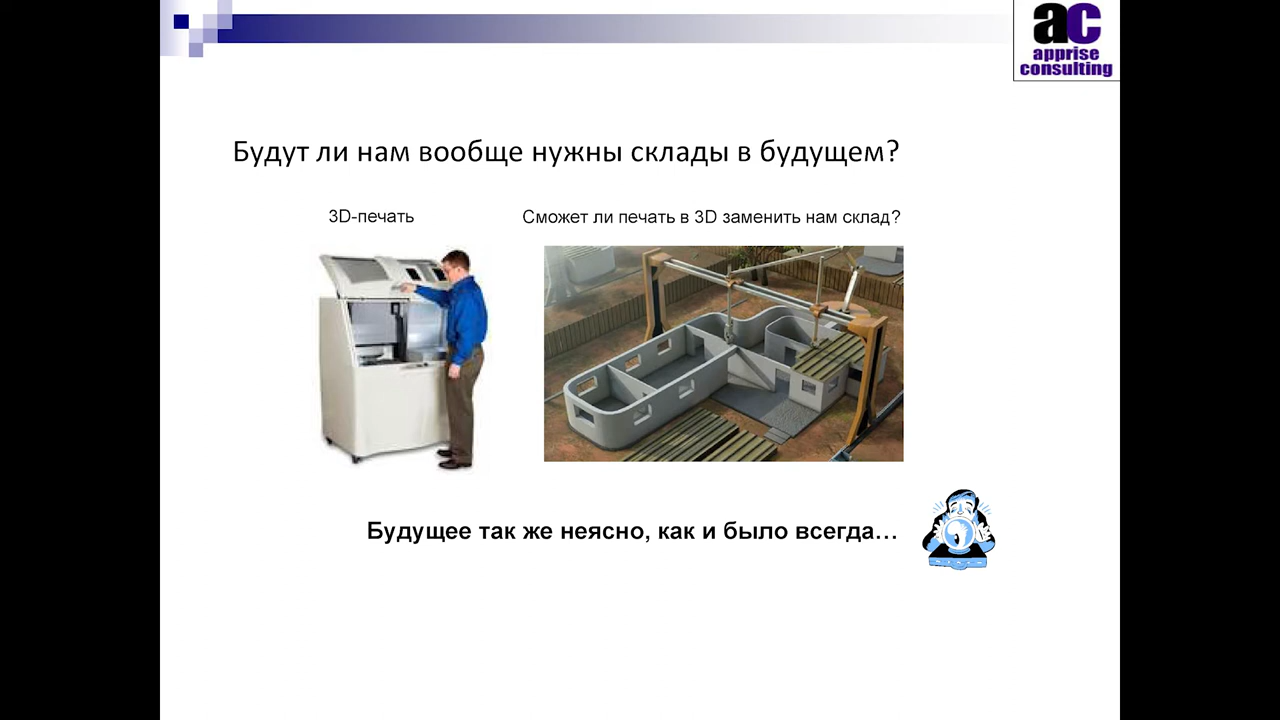 ac
apprise
consulting
Будут ли нам вообще нужны склады в будущем?
3D-печать
Сможет ли печать в 3D заменить нам склад?
Будущее так же неясно, как и было всегда…